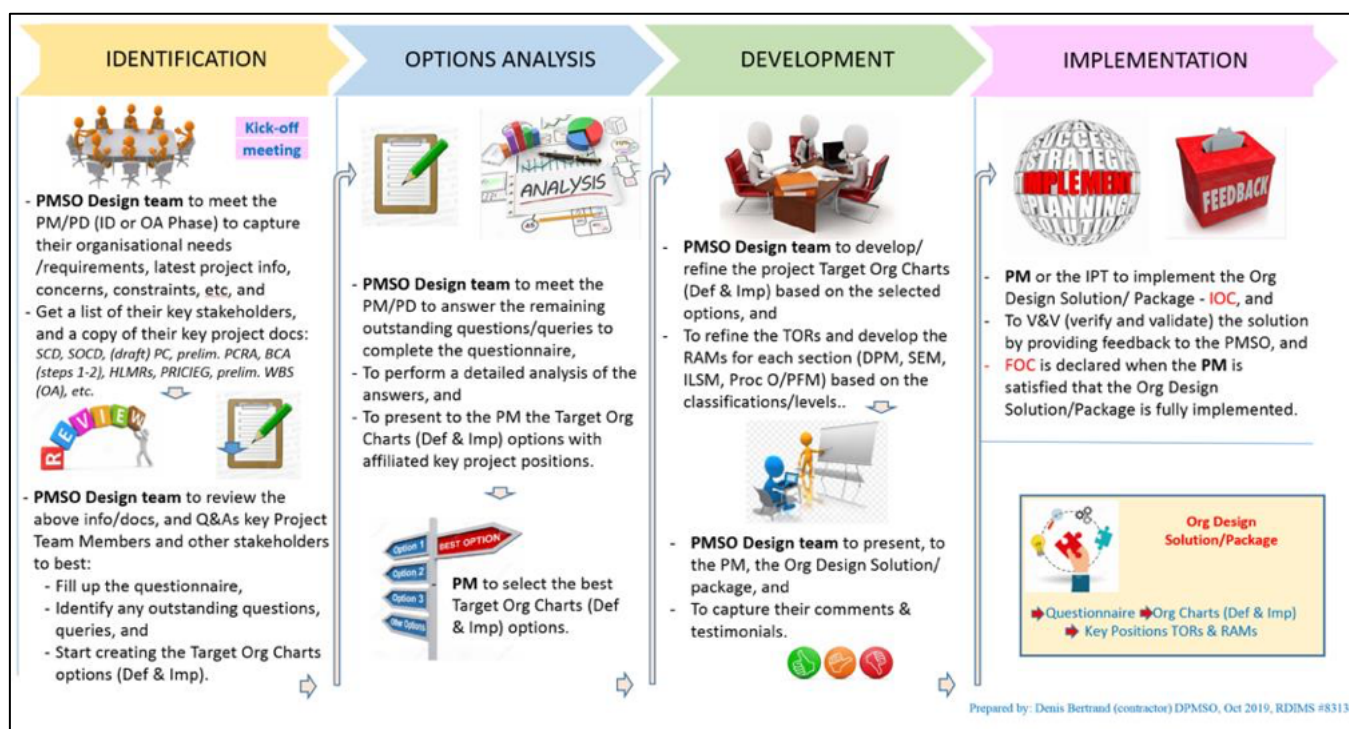 IDENTIFICATION
Kick-off
meeting
- PMSO Design team to meet the
PM/PD (ID or OA Phase) to capture
their organisational needs
/requirements, latest project info,
concerns, constraints, etc, and
- Get a list of their key stakeholders,
and a copy of their key project docs:
SCD, SOCD, (draft) PC, prelim. PCRA, BCA
(steps 1-2), HLMRs, PRICIEG, prelim. WBS
(OA), etc.
REVIEW
- PMSO Design team to review the
above info/docs, and Q&As key Project
Team Members and other stakeholders
to best:
- Fill up the questionnaire,
- Identify any outstanding questions,
queries, and
- Start creating the Target Org Charts
options (Def & Imp).
OPTIONS ANALYSIS
ANALYSIS
- PMSO Design team to meet the
PM/PD to answer the remaining
outstanding questions/queries to
complete the questionnaire,
- To perform a detailed analysis of the
answers, and
- To present to the PM the Target Org
Charts (Def & Imp) options with
affiliated key project positions.
Option 1
BEST OPTION
Option 2
Option 3
Other Options
- PM to select the best
Target Org Charts (Def
& Imp) options.
DEVELOPMENT
- PMSO Design team to develop/
refine the project Target Org Charts
(Def & Imp) based on the selected
options, and
- To refine the TORs and develop the
RAMs for each section (DPM, SEM,
ILSM, Proc O/PFM) based on the
classifications/levels..
- PMSO Design team to present, to
the PM, the Org Design Solution/
package, and
- To capture their comments &
testimonials.
IMPLEMENTATION
SUCCESS
STRATEGY
IMPLEMENT
PLANNING
SOLUTION
FEEDBACK
- PM or the IPT to implement the Org
Design Solution/ Package - IOC, and
- To V&V (verify and validate) the solution
by providing feedback to the PMSO, and
- FOC is declared when the PM is
satisfied that the Org Design
Solution/Package is fully implemented.
Org Design
Solution/Package
Questionnaire Org Charts (Def & Imp)
Key Positions TORs & RAMs
Prepared by: Denis Bertrand (contractor) DPMSO, Oct 2019, RDIMS #8313